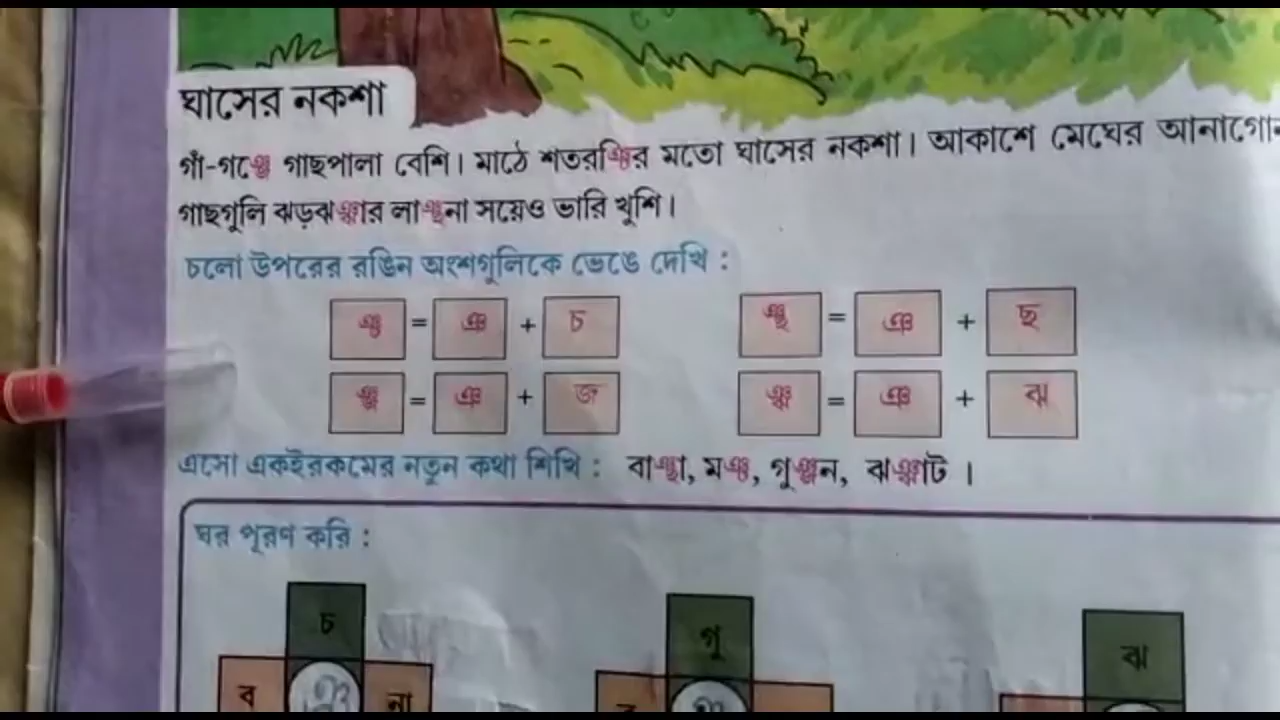 ঘাসের নকশা
গাঁ-গঞ্জে গাছপালা বেশি। মাঠে শতরঞ্চির মতো ঘাসের নকশা। আকাশে মেঘের আনাগো
গাছগুলি ঝড়ঝঞ্ঝার লাঞ্ছনা সয়েও ভারি খুশি।
চলো উপরের রঙিন অংশগুলিকে ভেঙে দেখি :
ঞ্চ = ঞ + চ ঞ্ছ = ঞ + ছ
ঞ্জ = ঞ + জ ঞ্ঝ = ঞ + ঝ
এসো একইরকমের নতুন কথা শিখি : বাঞ্ছা, মঞ্চ, গুঞ্জন, ঝঞ্ঝাট ।
ঘর পূরণ করি :
চ গু ঝ
ব না